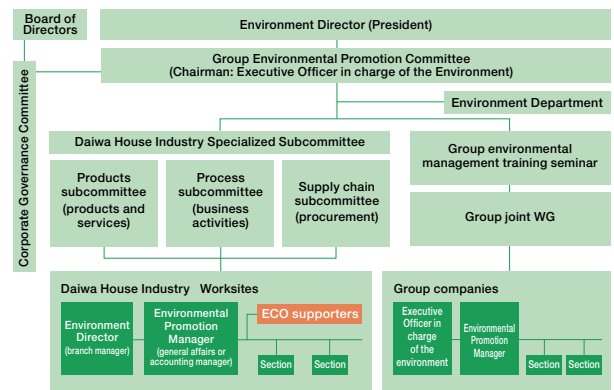 Board of
Directors
Environment Director (President)
Corporate Governance Committee
Group Environmental Promotion Committee
(Chairman: Executive Officer in charge of the Environment)
Environment Department
Daiwa House Industry Specialized Subcommittee
Group environmental
management training seminar
Products
subcommittee
(products and
services)
Process
subcommittee
(business
activities)
Supply chain
subcommittee
(procurement)
Group joint WG
Daiwa House Industry Worksites
Environment
Director
(branch manager)
Environmental
Promotion
Manager
(general affairs or
accounting manager)
ECO supporters
Section
Section
Group companies
Executive
Officer in
charge
of the
environment
Environmental
Promotion
Manager
Section
Section